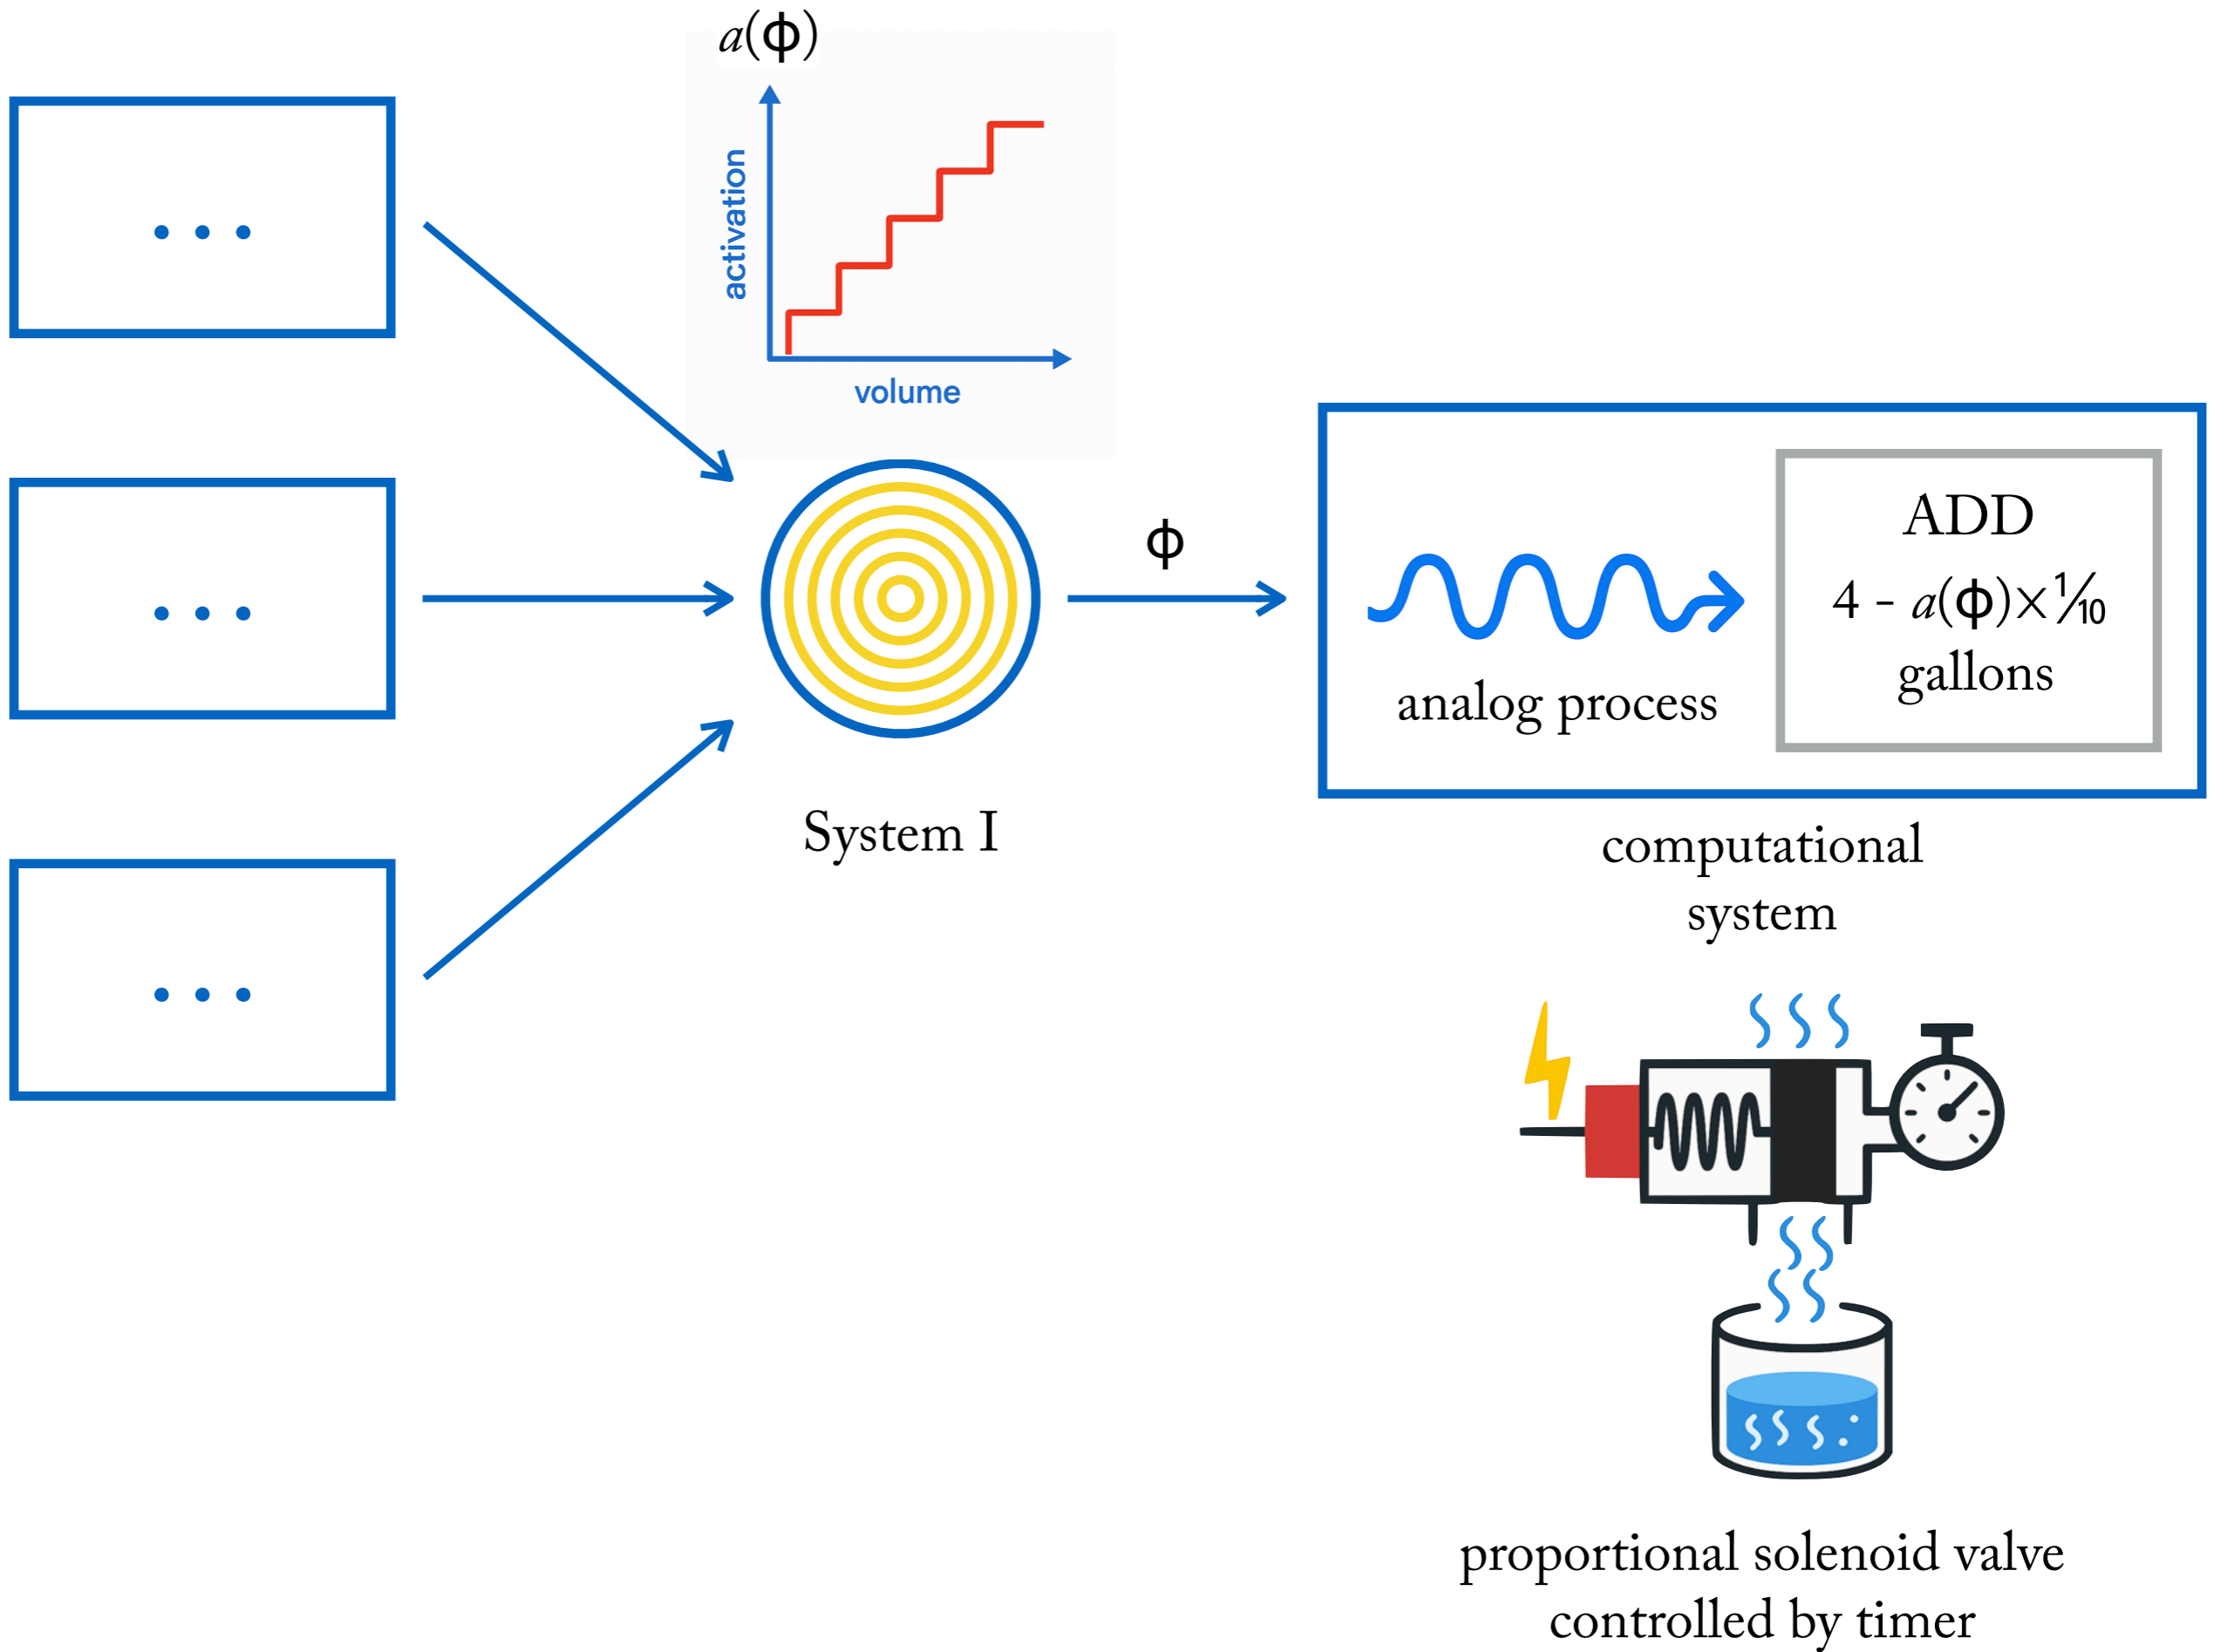 a(ϕ)
activation
volume
• • •
• • •
• • •
System I
ϕ
analog process
ADD
4 - a(ϕ)×⅒
gallons
computational
system
proportional solenoid valve
controlled by timer